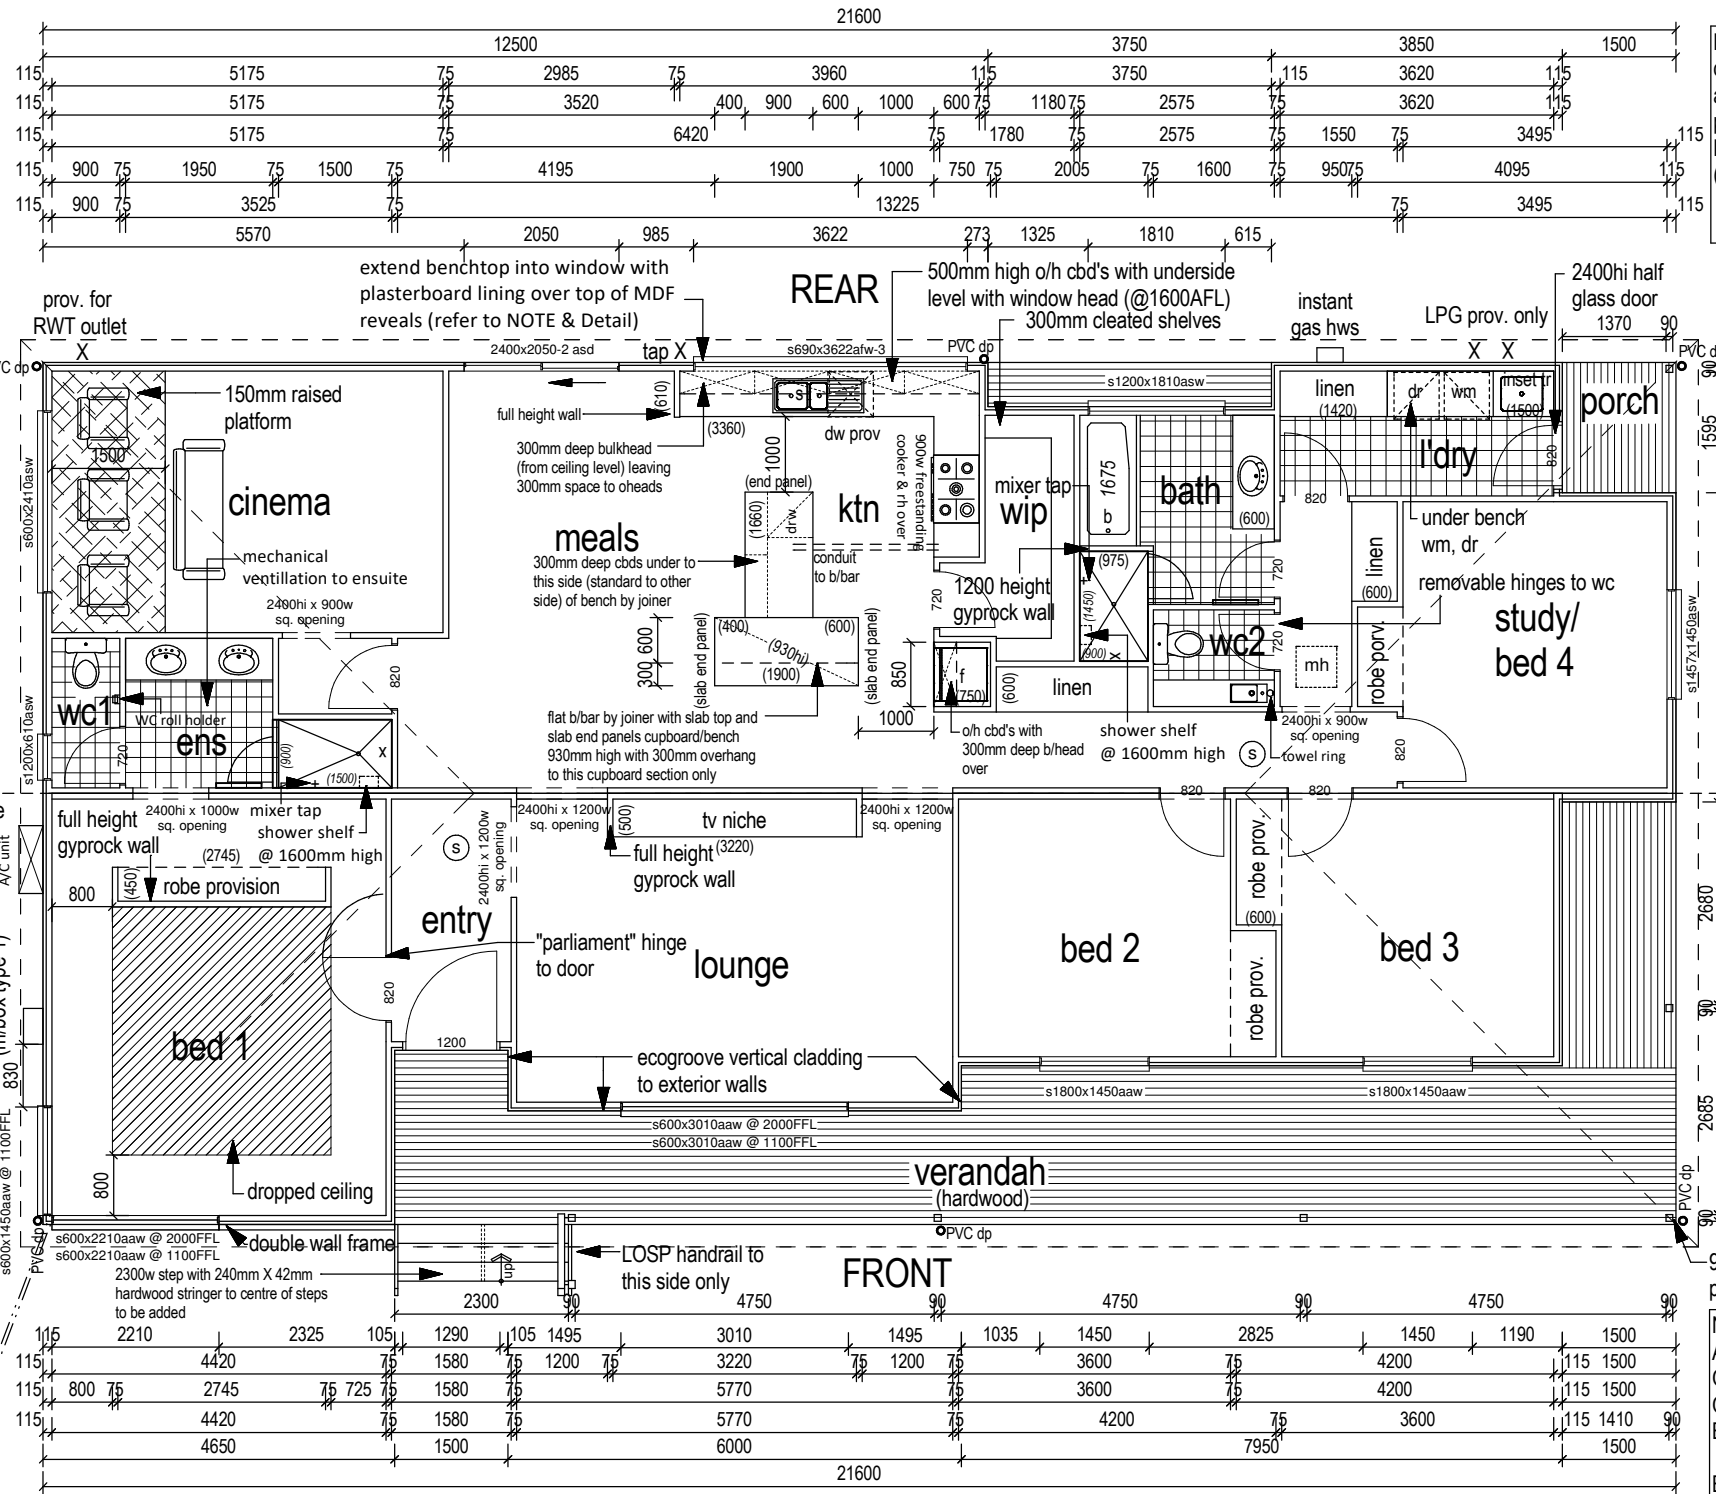 21600
12500 3750 3850 1500
115 5175 75 2985 75 3960 115 3750 115 3620 115
115 5175 75 3520 400 900 600 1000 600 75 1180 75 2575 75 3620 115
5175 75 6420 75 1780 75 2575 75 1550 75 3495 115
115 900 75 1950 75 1500 75 4195 1900 1000 750 75 2005 75 1600 75 950 75 4095 115
115 900 75 3525 75 13225 75 3495 115
5570 2050 985 3622 273 1325 1810 615
extend benchtop into window with
plasterboard lining over top of MDF
reveals (refer to NOTE & Detail)
REAR
500mm high o/h cbd's with underside
level with window head (@1600AFL)
300mm cleated shelves
2400hi half
glass door
prov. for
RWT outlet
instant
gas hws
LPG prov. only
1370 90
X
2400x2050-2 asd
tap X
s690x3622afw-3
PVC dp
X X
s1200x1810asw
150mm raised
platform
1500
cinema
s600x2410asw
full height wall
(610)
(3360)
s
dw prov
300mm deep bulkhead
(from ceiling level) leaving
300mm space to oheads
1000
(end panel)
(1660)
drw
ktn
900w freestanding
cooker & rh over
meals
300mm deep cbds under to
this side (standard to other
side) of bench by joiner
conduit
to b/bar
mechanical
ventillation to ensuite
2400hi x 900w
sq. opening
wip
mixer tap
1675
b
bath
(600)
linen
(1420)
dr
wm
inset tr
(1500)
porch
1595
90
l'dry
820
820
under bench
wm, dr
linen
(600)
removable hinges to wc
study/
bed 4
s1457x1450asw
1200 height
gyprock wall
(975)
(1450)
(900)
x
720
720
720
wc2
mh
robe porv.
(400)
(600)
(930hi)
(1900)
600
300
(slab end panel)
(slab end panel)
850
f
(750)
(600)
linen
1000
wc1
WC roll holder
ens
720
s1200x610asw
820
(900)
(1500)
x
flat b/bar by joiner with slab top and
slab end panels cupboard/bench
930mm high with 300mm overhang
to this cupboard section only
o/h cbd's with
300mm deep b/head
over
shower shelf
@ 1600mm high
S
towel ring
2400hi x 900w
sq. opening
820
full height
gyprock wall
2400hi x 1000w
sq. opening
mixer tap
shower shelf
@ 1600mm high
(2745)
A/C unit
800
(450)
robe provision
S
2400hi x 1200w
sq. opening
2400hi x 1200w
sq. opening
(500)
tv niche
(3220)
2400hi x 1200w
sq. opening
full height
gyprock wall
820
820
robe prov.
(600)
robe prov.
2680
entry
"parliament" hinge
to door
lounge
bed 2
bed 3
820
90
bed 1
1200
830
ecogroove vertical cladding
to exterior walls
s1800x1450aaw
s1800x1450aaw
2685
s600x3010aaw @ 2000FFL
s600x3010aaw @ 1100FFL
s600x1450aaw @ 1100FFL
800
dropped ceiling
verandah
(hardwood)
PVC dp
90
PVC dp
s600x2210aaw @ 2000FFL
s600x2210aaw @ 1100FFL
double wall frame
PVC dp
2300w step with 240mm X 42mm
hardwood stringer to centre of steps
to be added
up
LOSP handrail to
this side only
FRONT
2300 90 4750 90 4750 90 4750 90
115 2210 2325 105 1290 105 1495 3010 1495 1035 1450 2825 1450 1190 1500
115 4420 75 1580 75 1200 75 3220 75 1200 75 3600 75 4200 115 1500
115 800 75 2745 75 725 75 1580 75 5770 75 3600 75 4200 115 1500
115 4420 75 1580 75 5770 75 4200 75 3600 115 1410 90
4650 1500 6000 7950 1500
21600